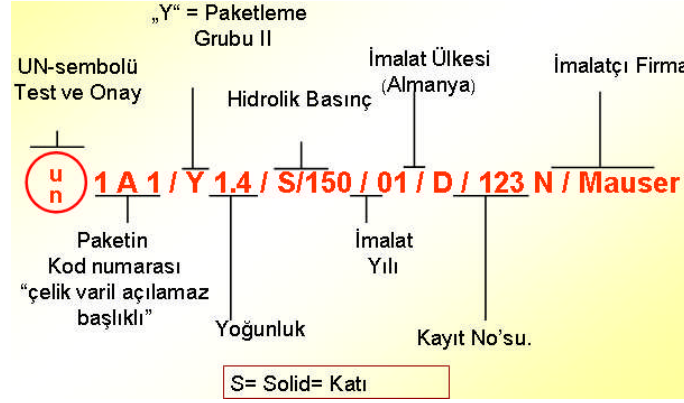 „Y“ = Paketleme
Grubu II
UN-sembolü
Test ve Onay
Hidrolik Basınç
İmalat Ülkesi
(Almanya)
İmalatçı Firma
un 1 A 1 / Y 1.4 / S/150 / 01 / D / 123 N / Mauser
Paketin
Kod numarası
“çelik varil açılamaz
başlıklı”
Yoğunluk
İmalat
Yılı
Kayıt No’su.
S= Solid= Katı